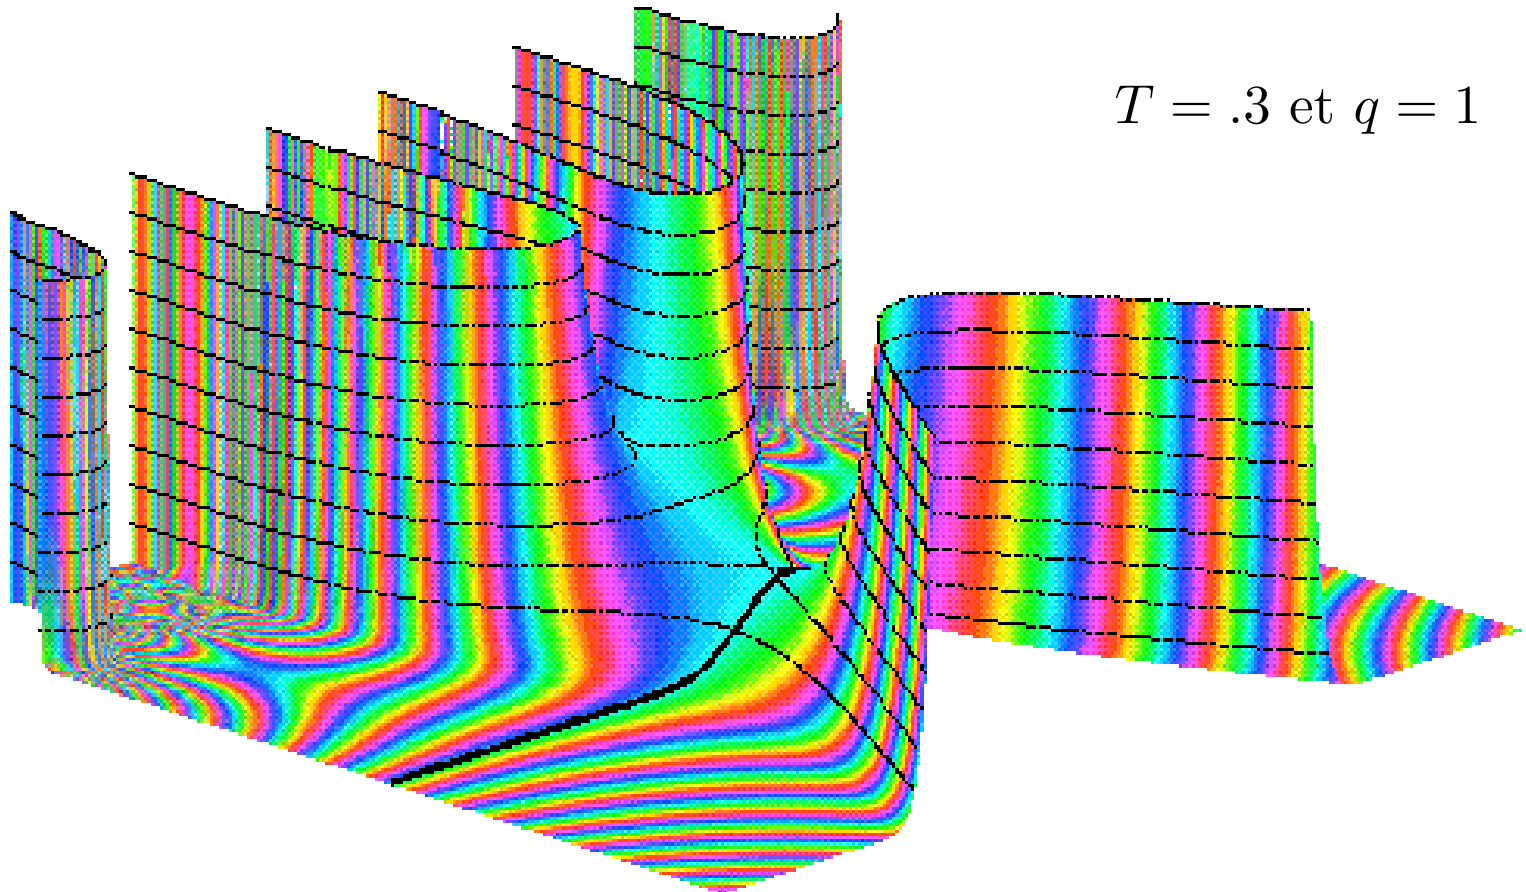 T = .3 et q = 1